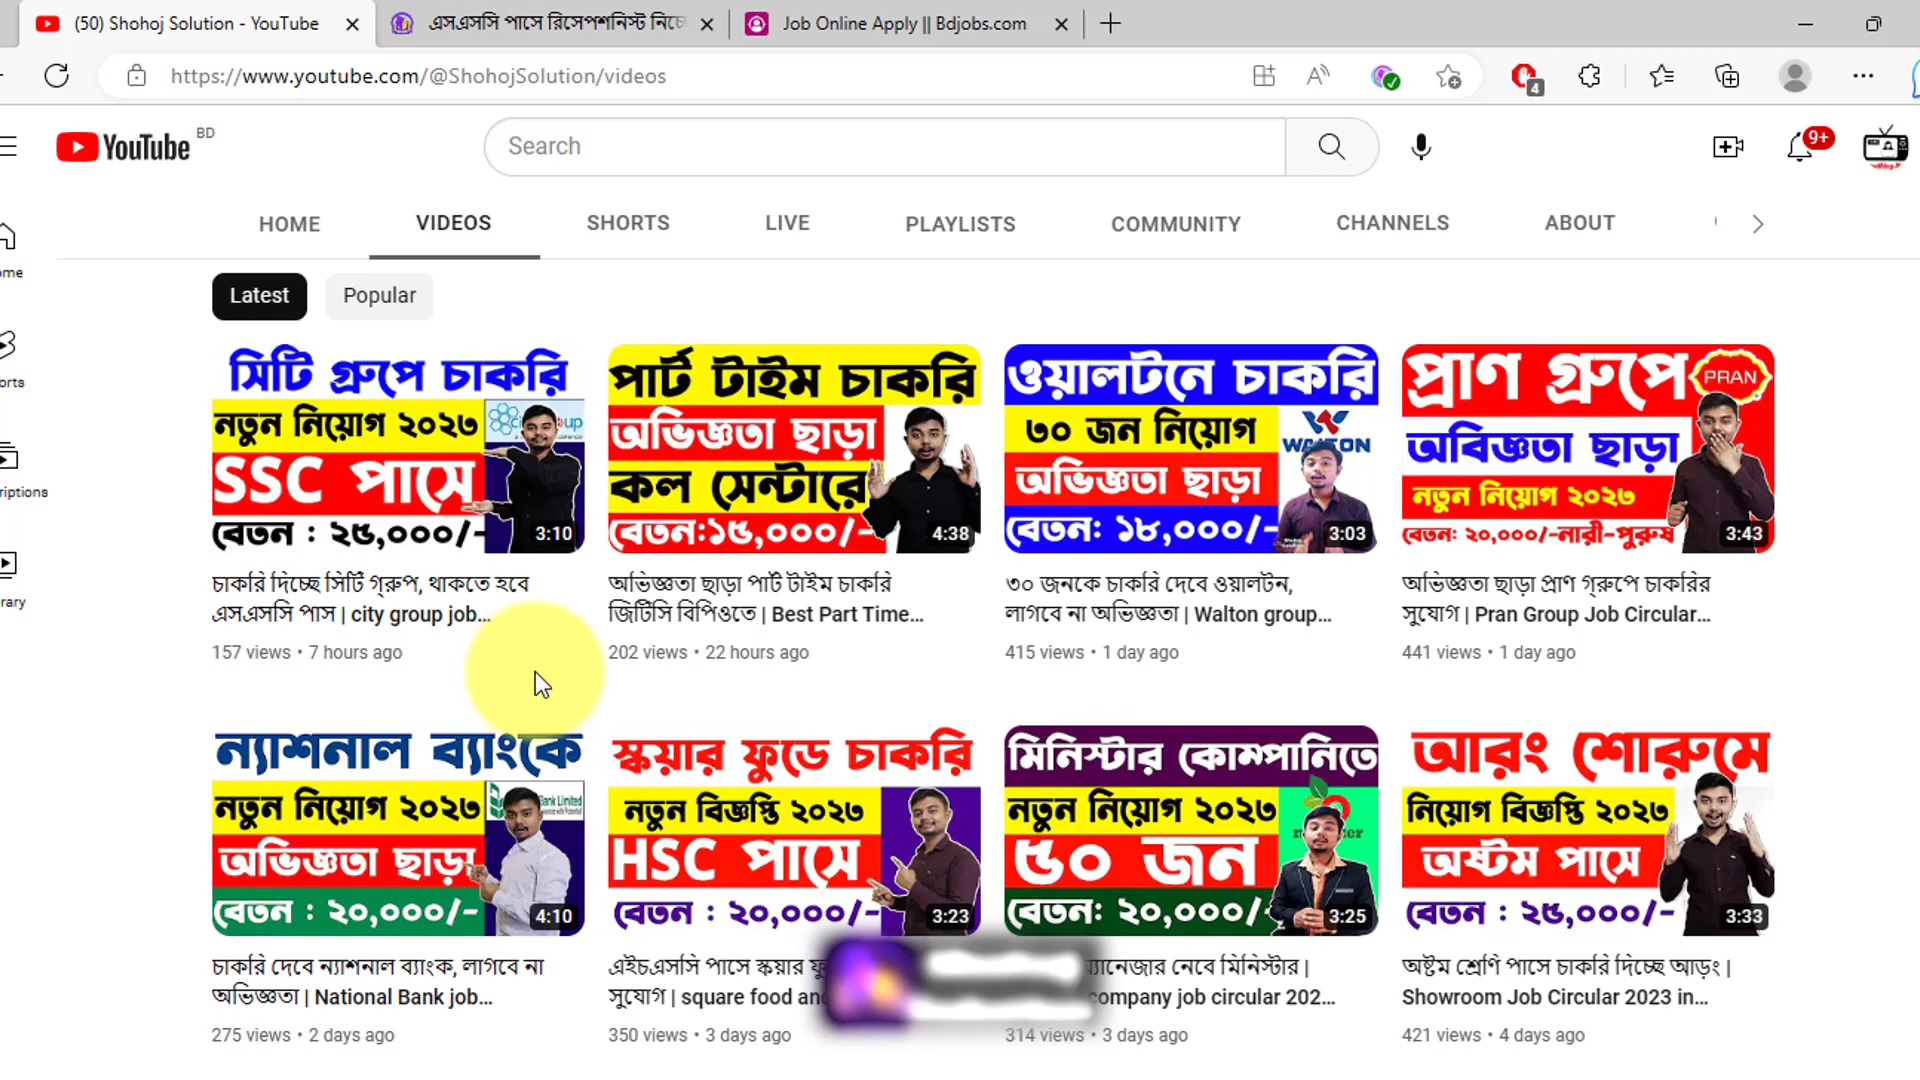 (50) Shohoj Solution - YouTube
এসএসসি পাসে রিসেপশনিস্ট নিচ্ছে
Job Online Apply || Bdjobs.com
https://www.youtube.com/@ShohojSolution/videos
4
YouTube BD
Search
9+
HOME
VIDEOS
SHORTS
LIVE
PLAYLISTS
COMMUNITY
CHANNELS
ABOUT
Latest
Popular
সিটি গ্রুপে চাকরি
নতুন নিয়োগ ২০২৩
SSC পাসে
বেতন : ২৫,০০০/-
3:10
পার্ট টাইম চাকরি
অভিজ্ঞতা ছাড়া
কল সেন্টারে
বেতন:১৫,০০০/-
4:38
ওয়ালটনে চাকরি
৩০ জন নিয়োগ
WALTON
অভিজ্ঞতা ছাড়া
বেতন: ১৮,০০০/-
3:03
প্রাণ গ্রুপে
PRAN
অবিজ্ঞতা ছাড়া
নতুন নিয়োগ ২০২৩
বেতন: ২০,০০০/-নারী-পুরুষ
3:43
চাকরি দিচ্ছে সিটি গ্রুপ, থাকতে হবে
এসএসসি পাস | city group job...
157 views • 7 hours ago
অভিজ্ঞতা ছাড়া পার্ট টাইম চাকরি
জিটিসি বিপিওতে | Best Part Time...
202 views • 22 hours ago
৩০ জনকে চাকরি দেবে ওয়ালটন,
লাগবে না অভিজ্ঞতা | Walton group...
415 views • 1 day ago
অভিজ্ঞতা ছাড়া প্রাণ গ্রুপে চাকরির
সুযোগ | Pran Group Job Circular...
441 views • 1 day ago
ন্যাশনাল ব্যাংকে
নতুন নিয়োগ ২০২৩
Bank Limited
অভিজ্ঞতা ছাড়া
বেতন : ২০,০০০/-
4:10
স্কয়ার ফুডে চাকরি
নতুন বিজ্ঞপ্তি ২০২৩
HSC পাসে
বেতন : ২০,০০০/-
3:23
মিনিস্টার কোম্পানিতে
নতুন নিয়োগ ২০২৩
৫০ জন
বেতন: ২০,০০০/-
3:25
আরং শোরুমে
নিয়োগ বিজ্ঞপ্তি ২০২৩
অষ্টম পাসে
বেতন : ২৫,০০০/-
3:33
চাকরি দেবে ন্যাশনাল ব্যাংক, লাগবে না
অভিজ্ঞতা | National Bank job...
275 views • 2 days ago
এইচএসসি পাসে স্কয়ার
সুযোগ | square food
350 views • 3 days ago
নেবে মিনিস্টার |
company job circular 202...
314 views • 3 days ago
অষ্টম শ্রেণি পাসে চাকরি দিচ্ছে আড়ং |
Showroom Job Circular 2023 in...
421 views • 4 days ago